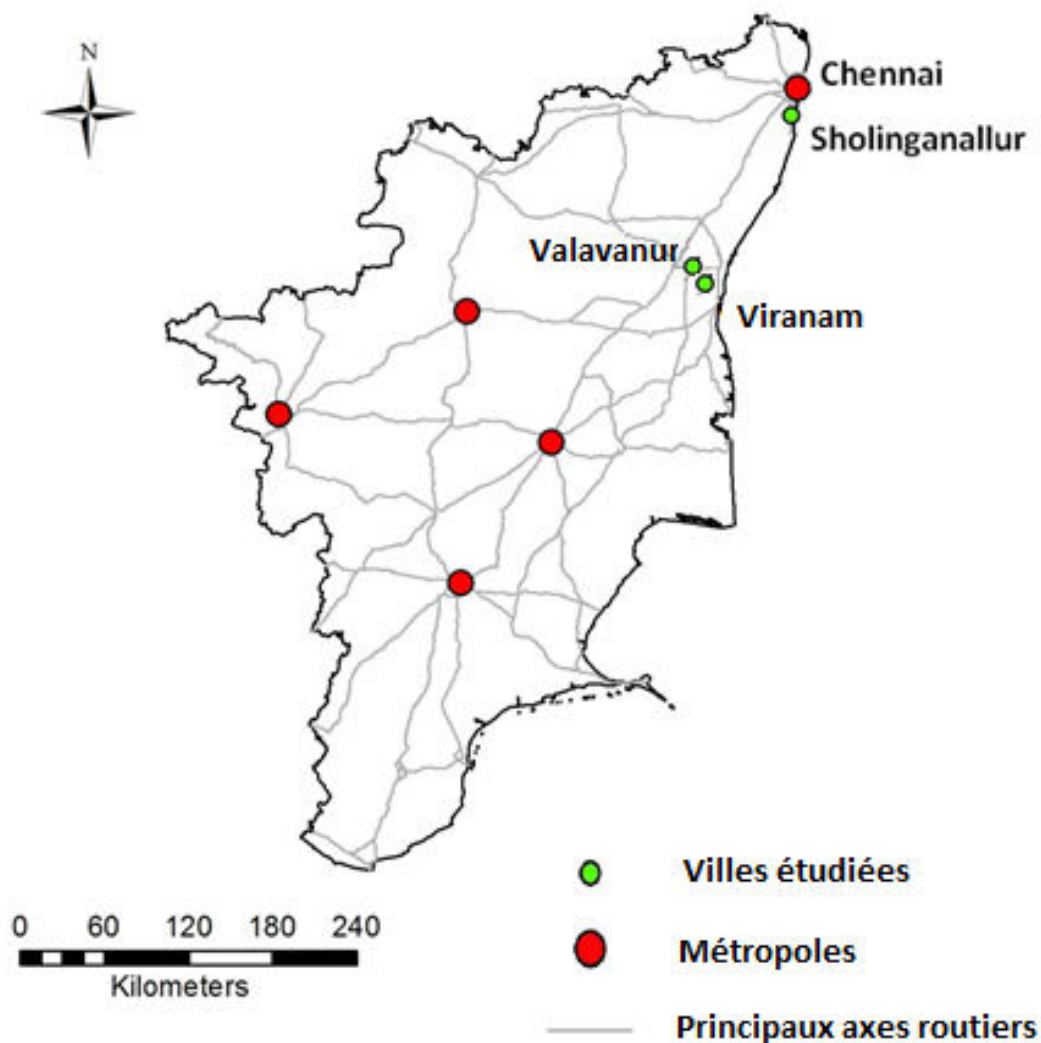 N
Chennai
Sholinganallur
Valavanur
Viranam
Villes étudiées
0 60 120 180 240
Métropoles
Kilometers
Principaux axes routiers